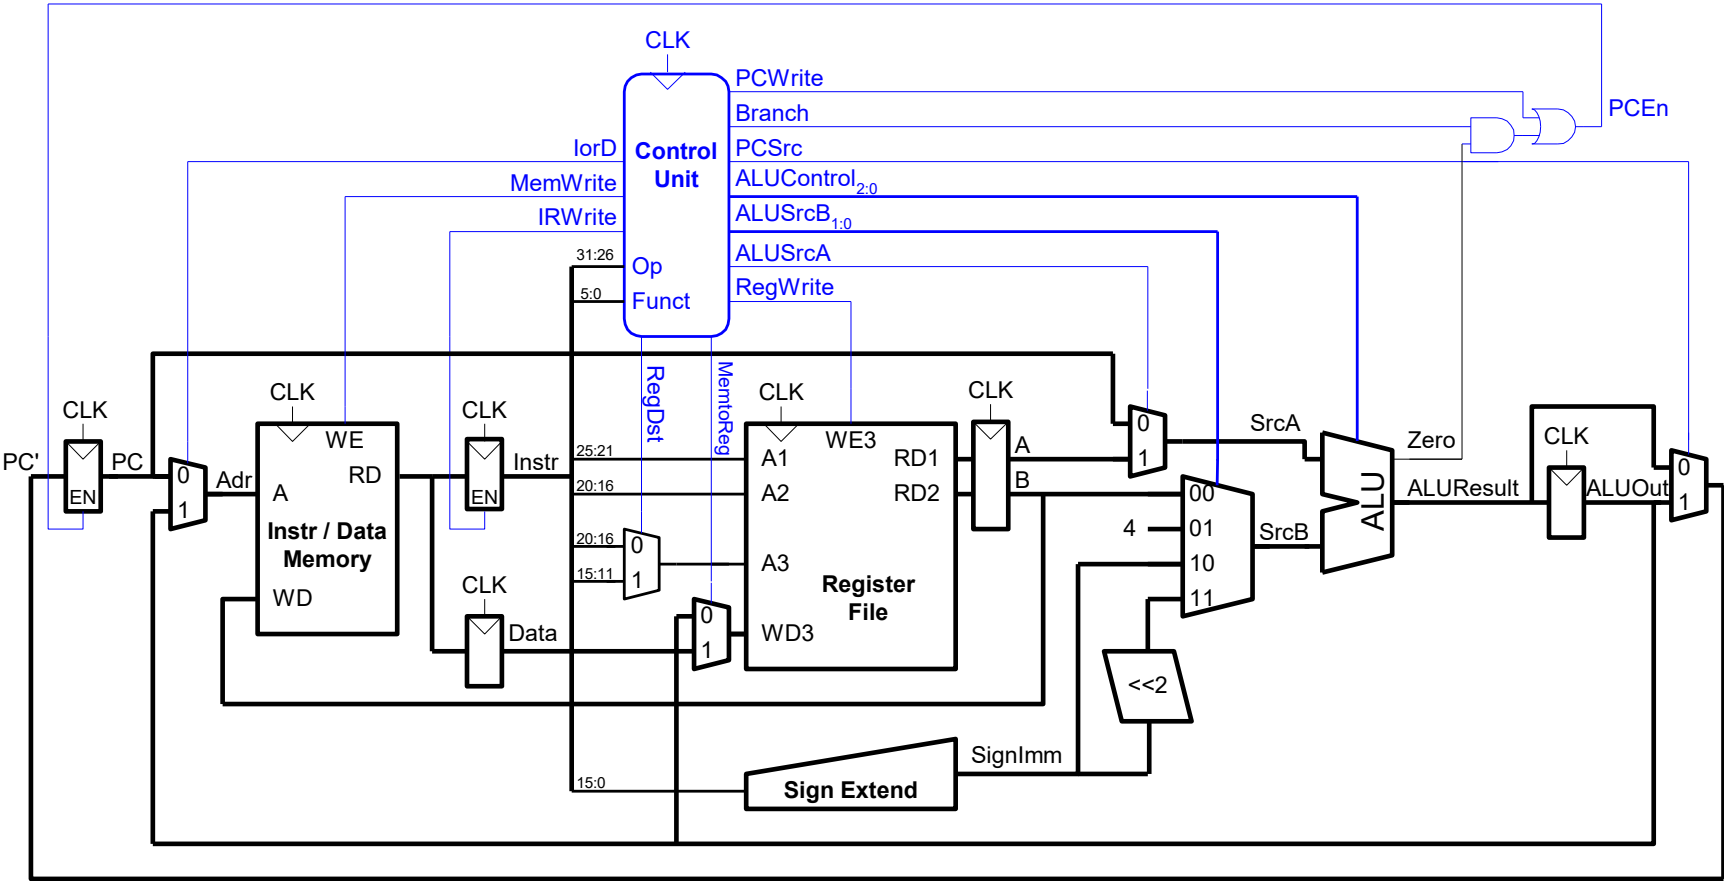 CLK
PCWrite
Branch
PCEn
IorD
Control
Unit
PCSrc
MemWrite
ALUControl2:0
IRWrite
ALUSrcB1:0
31:26
Op
ALUSrcA
5:0
Funct
RegWrite
RegDst
MemtoReg
CLK
CLK
CLK
CLK
CLK
CLK
PC'
EN
PC
0
1
Adr
WE
RD
A
Instr / Data
Memory
WD
EN
Instr
25:21
20:16
20:16
15:11
0
1
CLK
Data
0
1
WE3
A1
RD1
A2
RD2
A3
Register
File
WD3
A
B
0
1
SrcA
00
4
01
10
11
SrcB
<<2
ALU
Zero
ALUResult
ALUOut
0
1
15:0
Sign Extend
SignImm